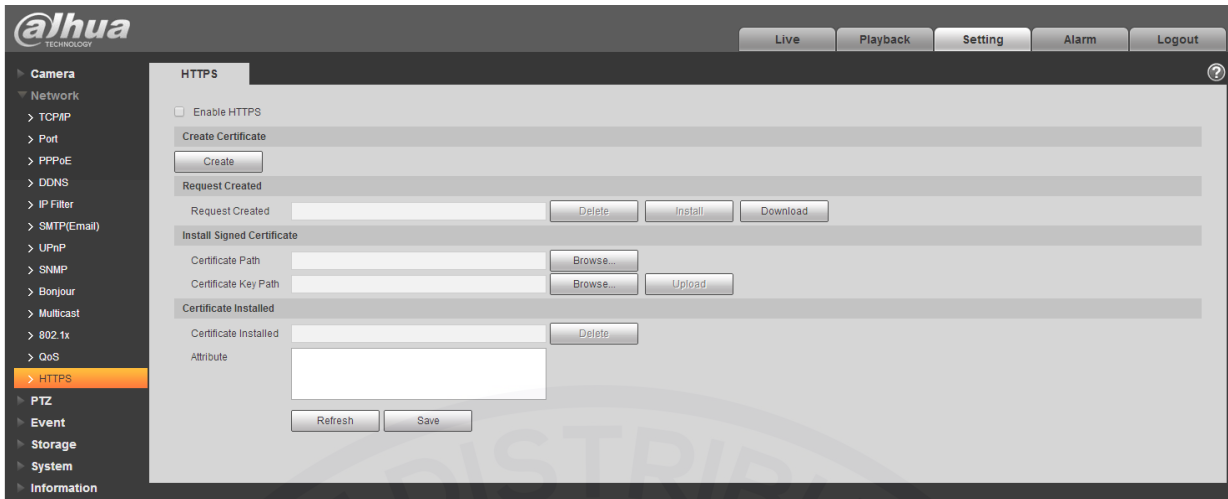 alhua
TECHNOLOGY
Live Playback Setting Alarm Logout
Camera
HTTPS
?
Network
> TCP/IP
Enable HTTPS
> Port
Create Certificate
> PPPoE
Create
> DDNS
Request Created
> IP Filter
Request Created Delete Install Download
> SMTP(Email)
Install Signed Certificate
> UPnP
Certificate Path Browse...
> SNMP
> Bonjour
Certificate Key Path Browse... Upload
> Multicast
Certificate Installed
> 802.1x
Certificate Installed Delete
> QoS
Attribute
> HTTPS
PTZ
Event
Refresh Save
Storage
System
Information
DISTRIB